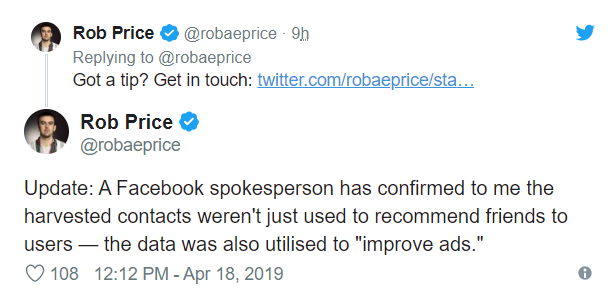 Rob Price @robaeprice · 9h
Replying to @robaeprice
Got a tip? Get in touch: twitter.com/robaeprice/sta…
Rob Price
@robaeprice
Update: A Facebook spokesperson has confirmed to me the
harvested contacts weren't just used to recommend friends to
users — the data was also utilised to "improve ads."
108 12:12 PM - Apr 18, 2019